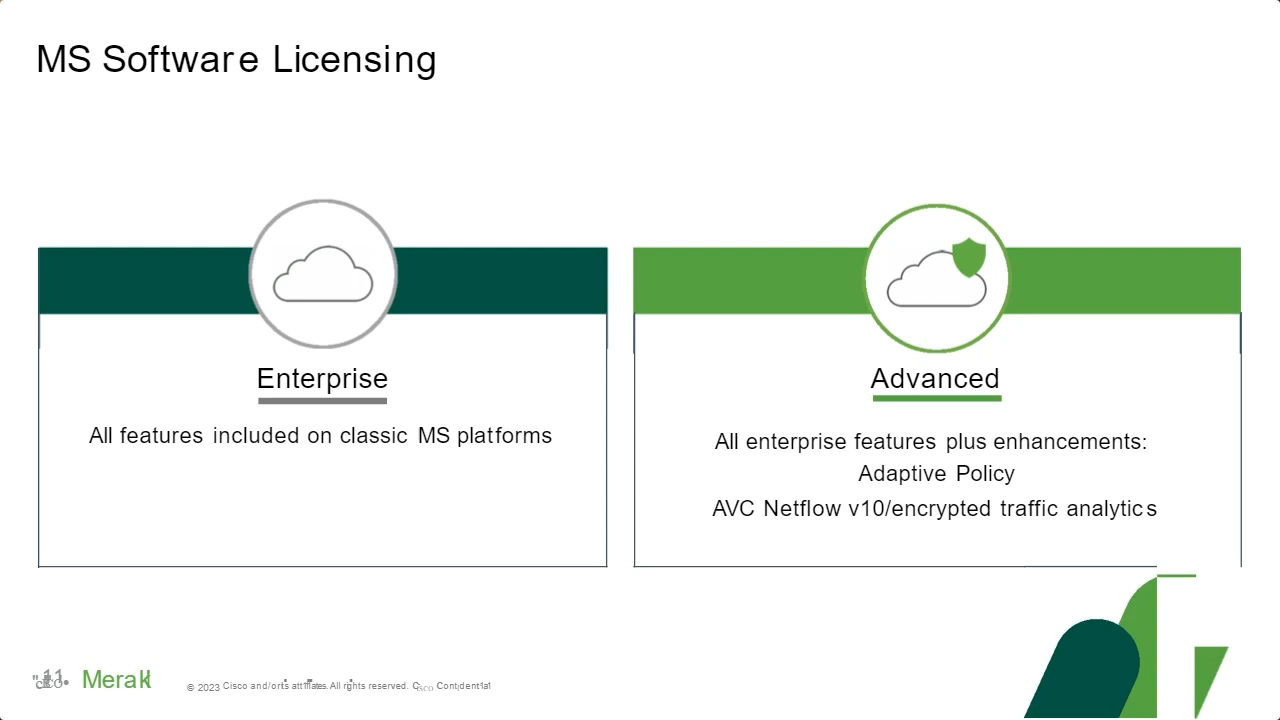 MS Software Licensing
Enterprise
All features included on classic MS platforms
Advanced
All enterprise features plus enhancements:
Adaptive Policy
AVC Netflow v10/encrypted traffic analytics
Meraki
© 2023 Cisco and/or its affiliates. All rights reserved. Cisco Confidential